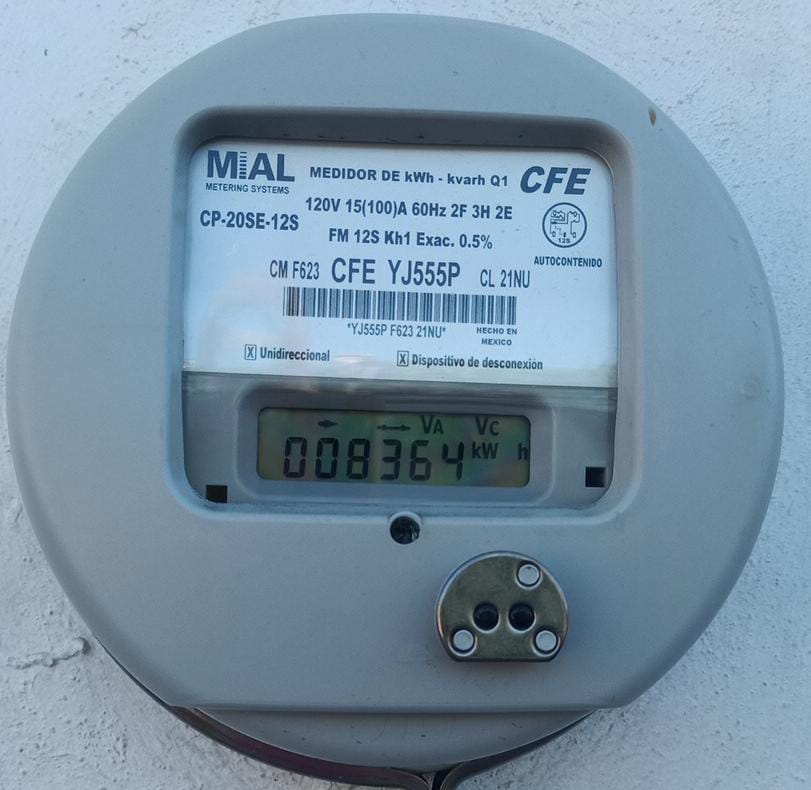 MIAL
METERING SYSTEMS
MEDIDOR DE kWh - kvarh Q1
CFE
CP-20SE-12S
120V 15(100)A 60Hz 2F 3H 2E
FM 12S Kh1 Exac. 0.5%
12S
AUTOCONTENIDO
CM F623 CFE YJ555P CL 21NU
*YJ555P F623 21NU*
HECHO EN
MEXICO
X Unidireccional
X Dispositivo de desconexión
VA VC
008364 kW h